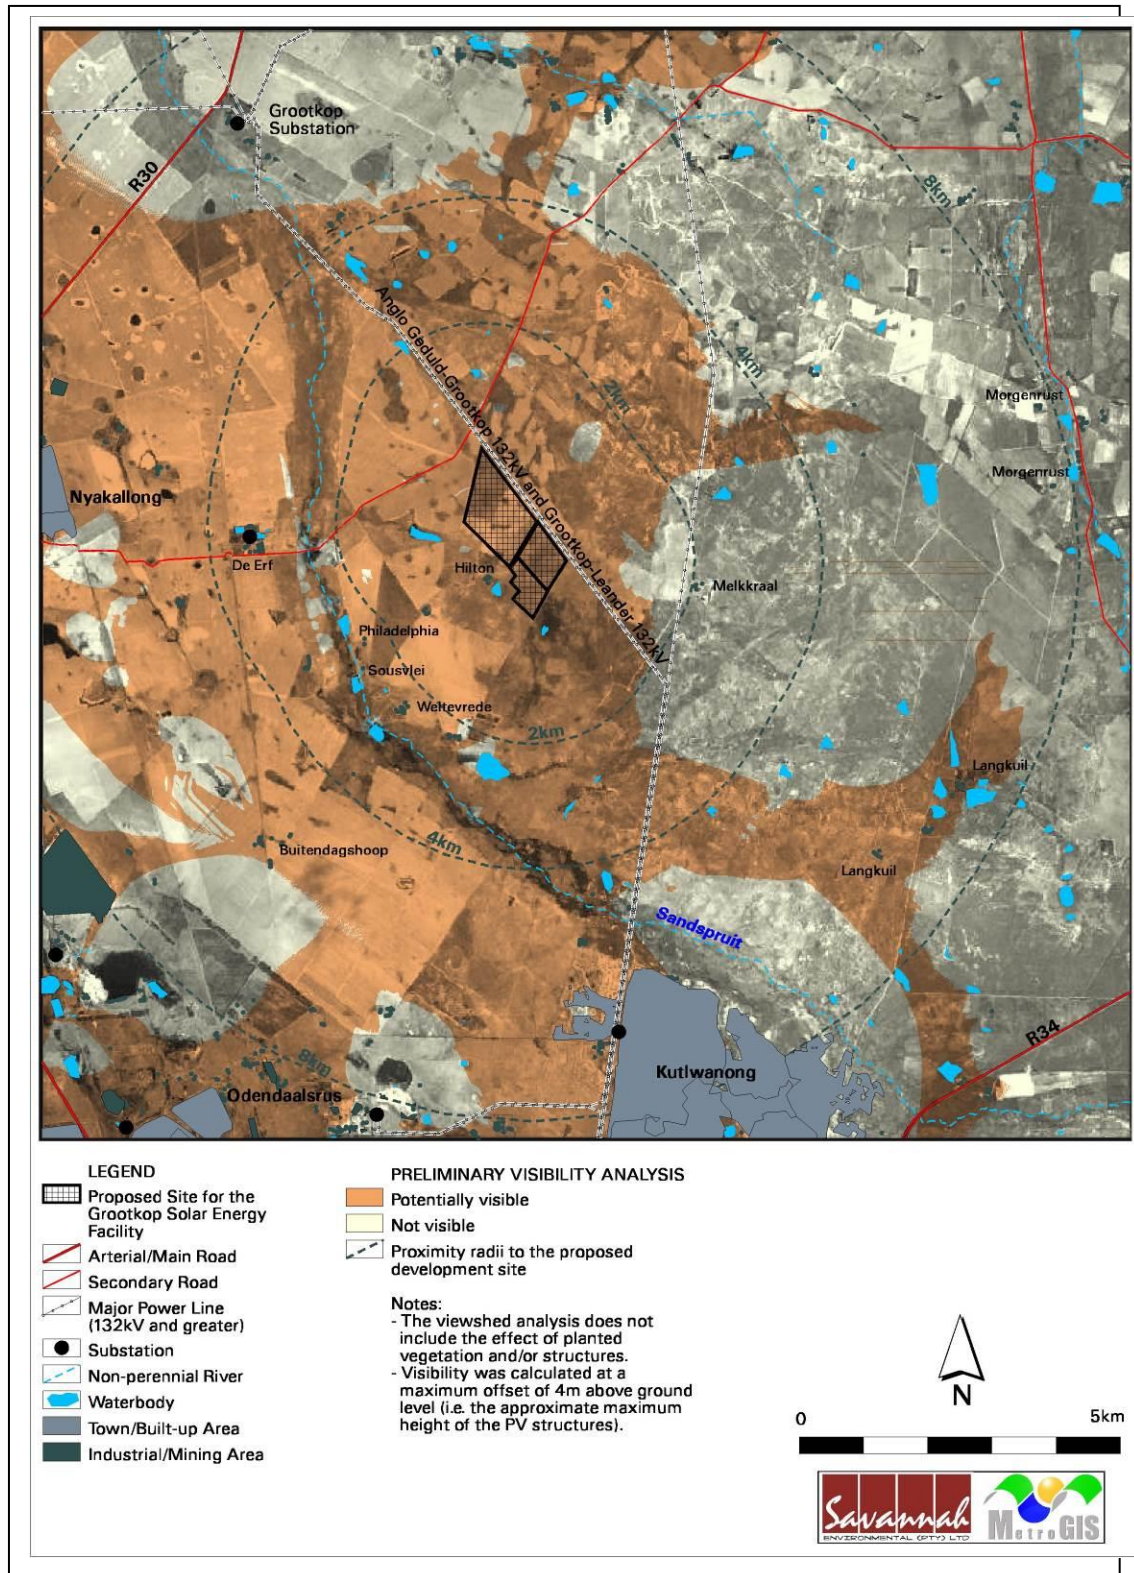 Grootkop
Substation
R30
8km
Anglo Geduld-Grootkop 132kV and Grootkop-Leander 132kV
2km
4km
Morgenrust
Morgenrust
Nyakallong
De Erf
Hilton
Melkkraal
Philadelphia
Sousvlei
Weltevrede
2km
Langkuil
4km
Buitendagshoop
Langkuil
Sandspruit
R34
8km
Kutlwanong
Odendaalsrus
LEGEND
Proposed Site for the
Grootkop Solar Energy
Facility
Arterial/Main Road
Secondary Road
Major Power Line
(132kV and greater)
Substation
Non-perennial River
Waterbody
Town/Built-up Area
Industrial/Mining Area
PRELIMINARY VISIBILITY ANALYSIS
Potentially visible
Not visible
Proximity radii to the proposed
development site
Notes:
- The viewshed analysis does not
include the effect of planted
vegetation and/or structures.
- Visibility was calculated at a
maximum offset of 4m above ground
level (i.e. the approximate maximum
height of the PV structures).
N
0 5km
Savannah
ENVIRONMENTAL (PTY) LTD
MetroGIS